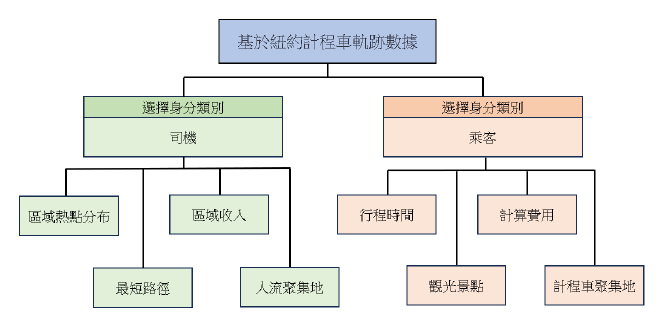 基於紐約計程車軌跡數據
選擇身分類別
司機
選擇身分類別
乘客
區域熱點分布
區域收入
行程時間
計算費用
最短路徑
人流聚集地
觀光景點
計程車聚集地